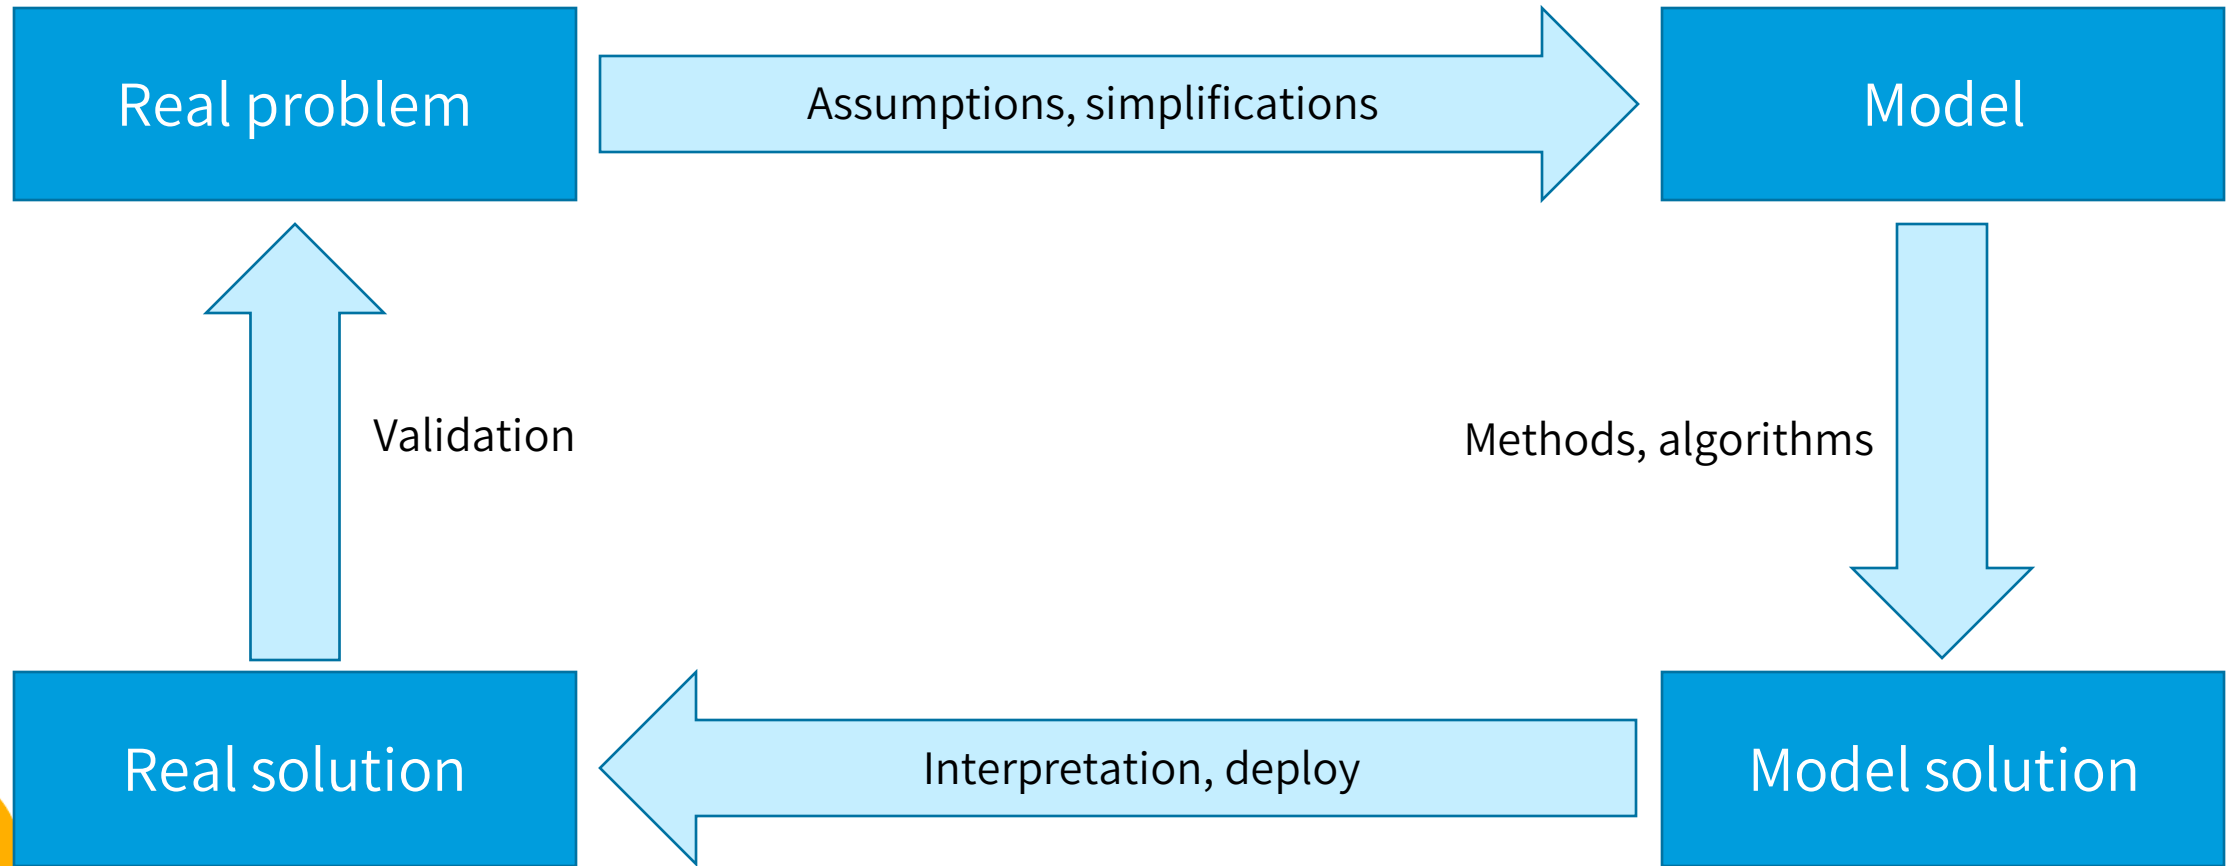 Real problem
Assumptions, simplifications
Model
Validation
Methods, algorithms
Real solution
Interpretation, deploy
Model solution